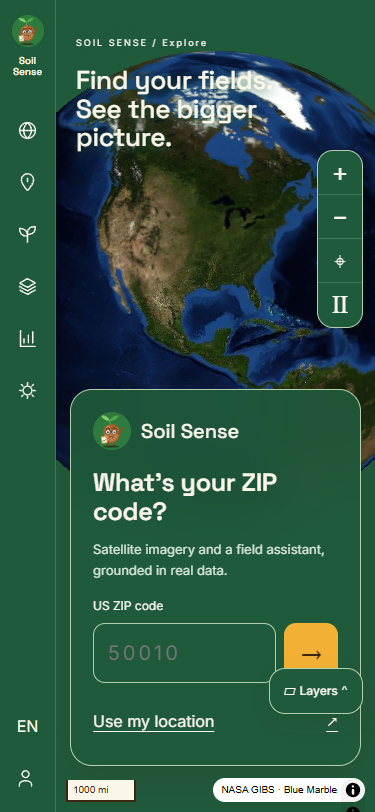 Soil
Sense
SOIL SENSE / Explore
Find your fields.
See the bigger
picture.
+
−
II
Soil Sense
What's your ZIP
code?
Satellite imagery and a field assistant,
grounded in real data.
US ZIP code
50010
→
Layers ^
Use my location ↗
EN
1000 mi
NASA GIBS · Blue Marble